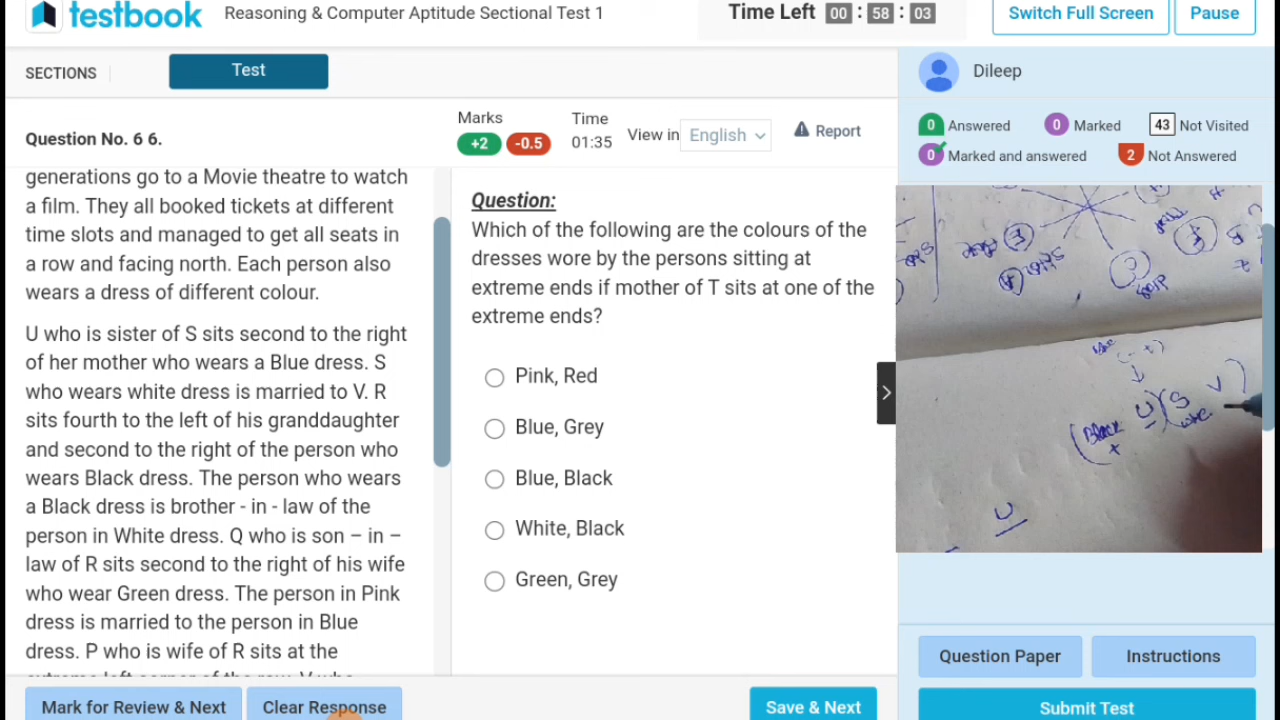 testbook
Reasoning & Computer Aptitude Sectional Test 1
Time Left 00 : 58 : 03
Switch Full Screen
Pause
SECTIONS
Test
Dileep
Question No. 6 6.
Marks
+2 -0.5
Time
01:35
View in English
Report
0 Answered
0 Marked
43 Not Visited
0 Marked and answered
2 Not Answered
generations go to a Movie theatre to watch
a film. They all booked tickets at different
time slots and managed to get all seats in
a row and facing north. Each person also
wears a dress of different colour.
U who is sister of S sits second to the right
of her mother who wears a Blue dress. S
who wears white dress is married to V. R
sits fourth to the left of his granddaughter
and second to the right of the person who
wears Black dress. The person who wears
a Black dress is brother - in - law of the
person in White dress. Q who is son – in –
law of R sits second to the right of his wife
who wear Green dress. The person in Pink
dress is married to the person in Blue
dress. P who is wife of R sits at the
Question:
Which of the following are the colours of the
dresses wore by the persons sitting at
extreme ends if mother of T sits at one of the
extreme ends?
Pink, Red
Blue, Grey
Blue, Black
White, Black
Green, Grey
Black U S V
+
U
Question Paper
Instructions
Mark for Review & Next
Clear Response
Save & Next
Submit Test